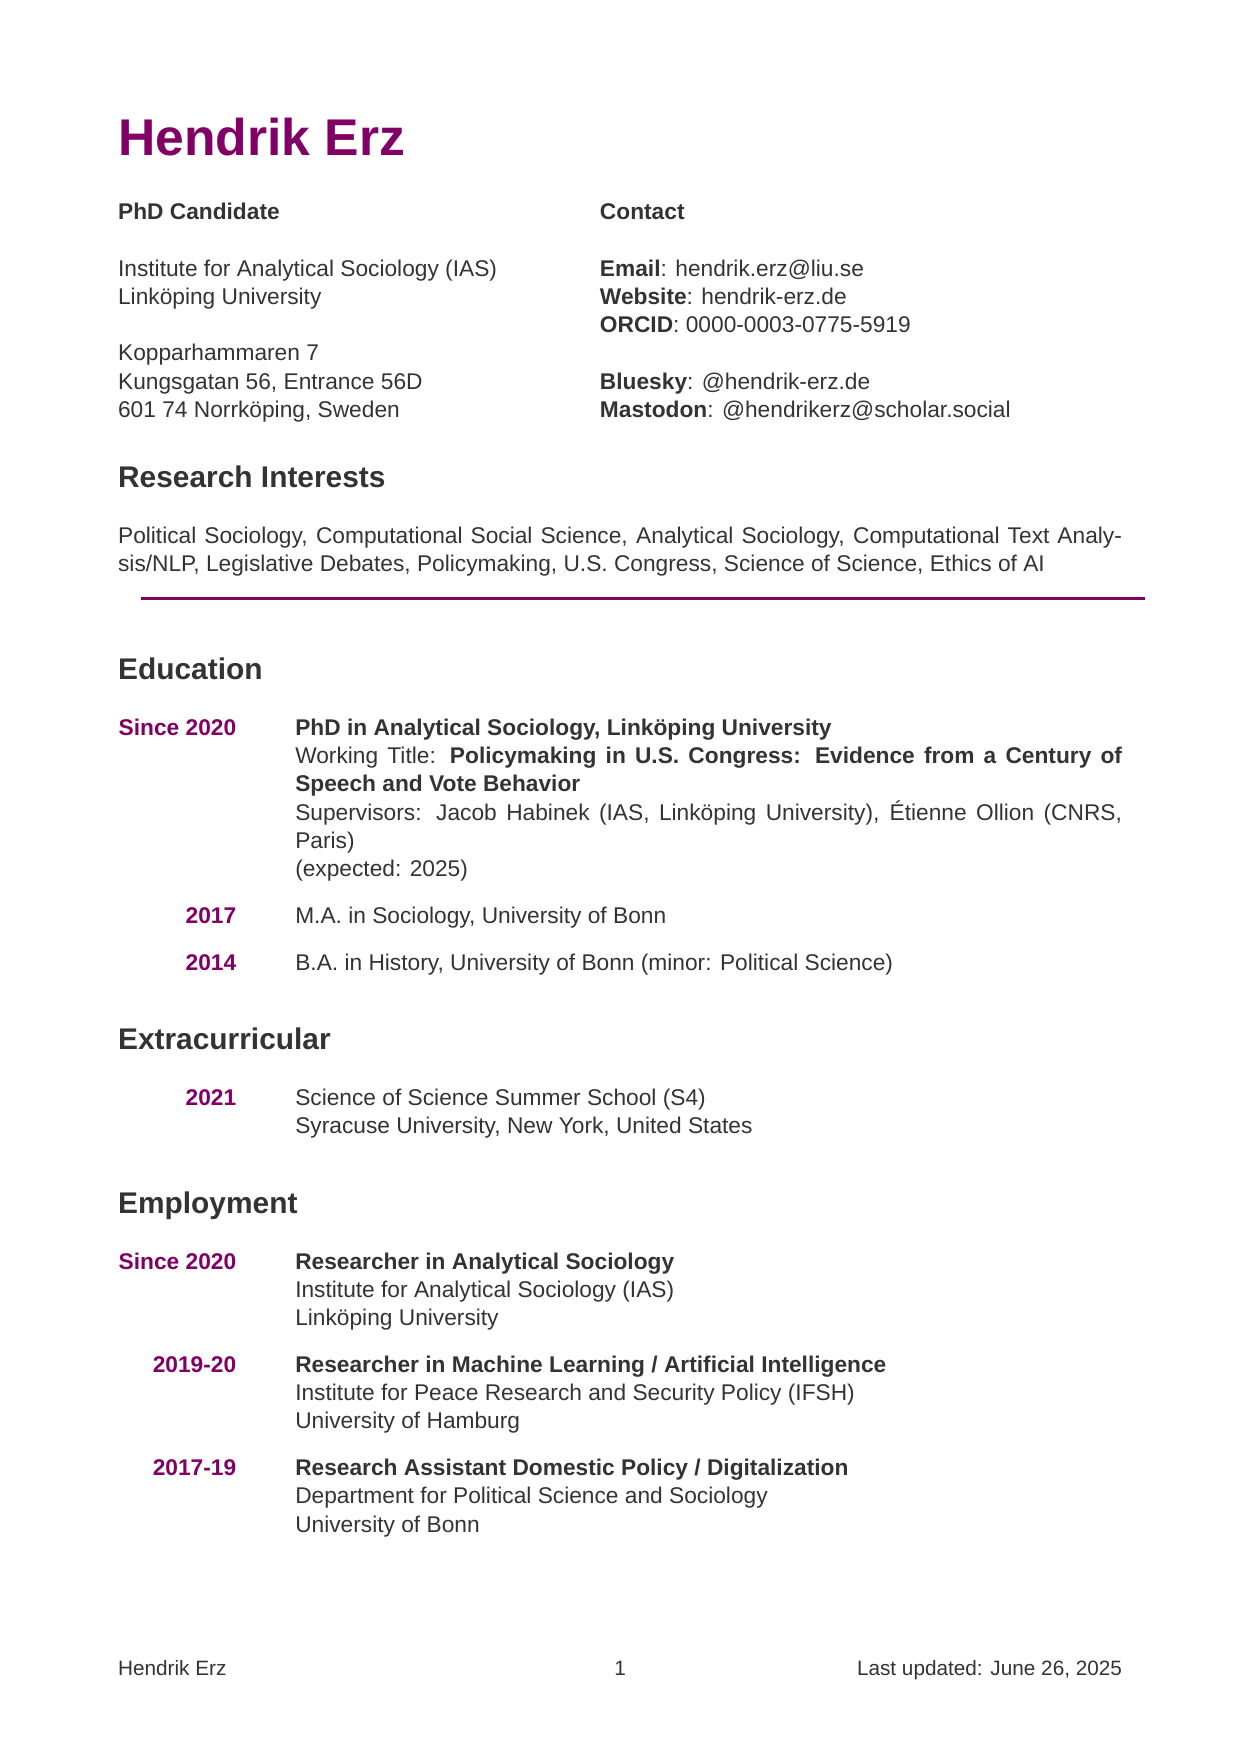 Hendrik Erz
PhD Candidate
Institute for Analytical Sociology (IAS)
Linköping University
Kopparhammaren 7
Kungsgatan 56, Entrance 56D
601 74 Norrköping, Sweden
Contact
Email: hendrik.erz@liu.se
Website: hendrik-erz.de
ORCID: 0000-0003-0775-5919
Bluesky: @hendrik-erz.de
Mastodon: @hendrikerz@scholar.social
Research Interests
Political Sociology, Computational Social Science, Analytical Sociology, Computational Text Analy-
sis/NLP, Legislative Debates, Policymaking, U.S. Congress, Science of Science, Ethics of AI
Education
Since 2020 PhD in Analytical Sociology, Linköping University
Working Title: Policymaking in U.S. Congress: Evidence from a Century of
Speech and Vote Behavior
Supervisors: Jacob Habinek (IAS, Linköping University), Étienne Ollion (CNRS,
Paris)
(expected: 2025)
2017 M.A. in Sociology, University of Bonn
2014 B.A. in History, University of Bonn (minor: Political Science)
Extracurricular
2021 Science of Science Summer School (S4)
Syracuse University, New York, United States
Employment
Since 2020 Researcher in Analytical Sociology
Institute for Analytical Sociology (IAS)
Linköping University
2019-20 Researcher in Machine Learning / Artificial Intelligence
Institute for Peace Research and Security Policy (IFSH)
University of Hamburg
2017-19 Research Assistant Domestic Policy / Digitalization
Department for Political Science and Sociology
University of Bonn
Hendrik Erz 1 Last updated: June 26, 2025